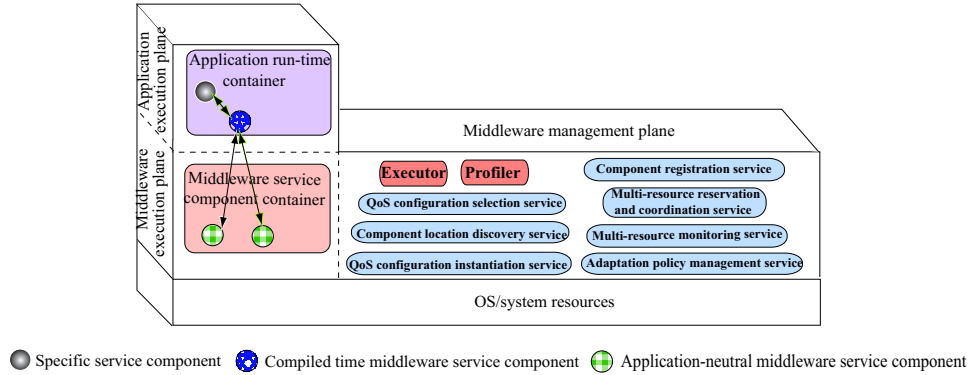 Application
execution plane
Application run-time
container
Middleware management plane
Middleware
execution plane
Middleware service
component container
Executor
Profiler
QoS configuration selection service
Component location discovery service
QoS configuration instantiation service
Component registration service
Multi-resource reservation
and coordination service
Multi-resource monitoring service
Adaptation policy management service
OS/system resources
Specific service component
Compiled time middleware service component
Application-neutral middleware service component